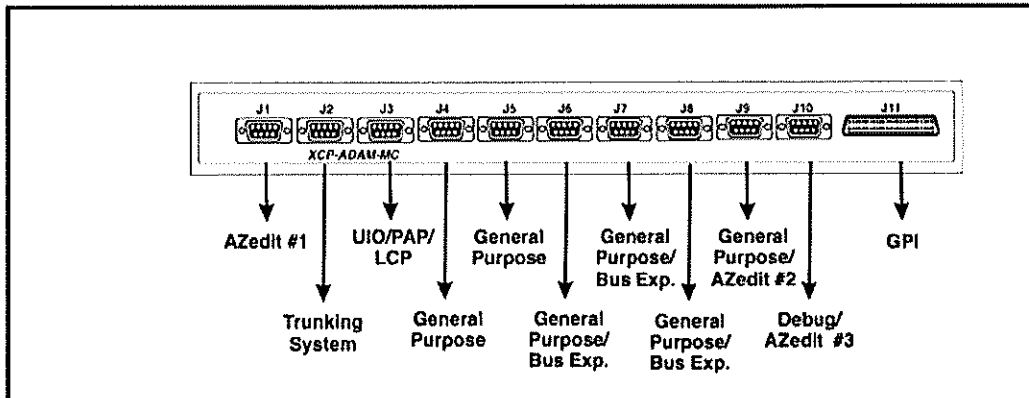 J1 J2 J3 J4 J5 J6 J7 J8 J9 J10 J11
XCP-ADAM-MC
AZedit #1
UIO/PAP/
LCP
General
Purpose
General
Purpose/
Bus Exp.
General
Purpose/
AZedit #2
GPI
Trunking
System
General
Purpose
General
Purpose/
Bus Exp.
General
Purpose/
Bus Exp.
Debug/
AZedit #3